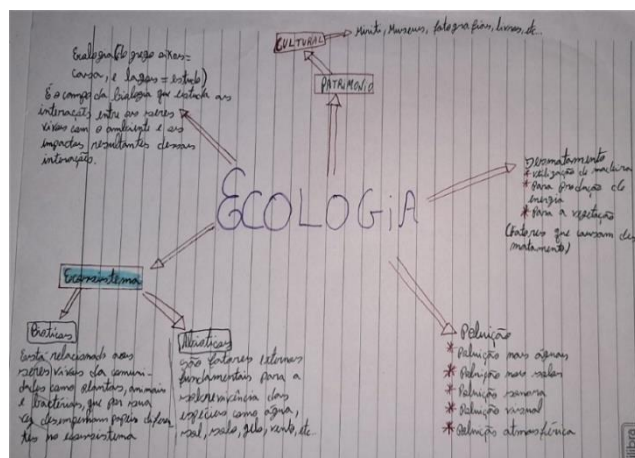 CULTURAL
Museus, fotografias, livros, etc...
PATRIMONIO
Ecologia (do grego oikos =
casa, e logos = estudo)
É o campo da biologia que estuda as
interações entre os seres
vivos com o ambiente e os
impactos resultantes dessas
interações.
ECOLOGiA
Desmatamento
* utilização de madeira
* Para produção de
energia
* Para a vegetação
(fatores que causam des
matamento)
Ecossistema
Bioticos
Está relacionado aos
seres vivos da comuni-
dades como plantas, animais
e bactérias, que por sua
vez desempenham papéis
no ecossistema
Abioticos
são fatores
fundamentais para a
sobrevivência das
espécies como água,
sol, solo, gelo, vento, etc..
Poluição
* Poluição nas águas
* Poluição nos solos
* Poluição sonora
* Poluição visual
* Poluição atmosférica